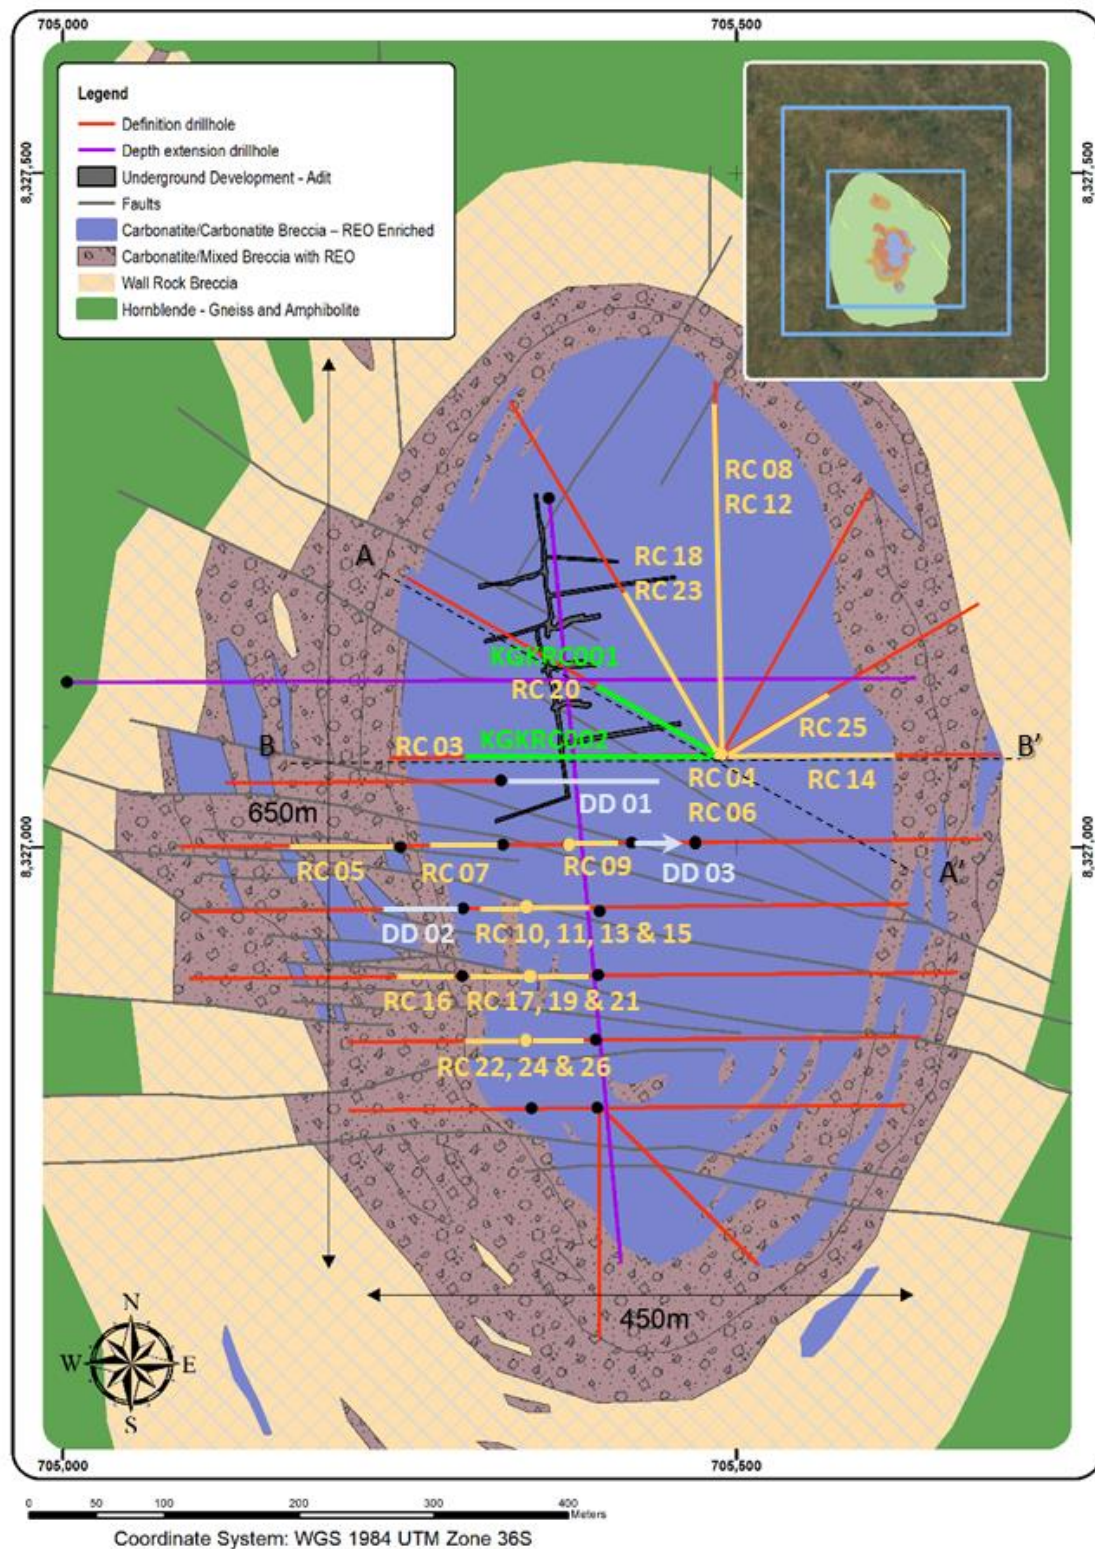 705,000
705,500
8,327,500
8,327,500
Legend
Definition drillhole
Depth extension drillhole
Underground Development - Adit
Faults
Carbonatite/Carbonatite Breccia – REO Enriched
Carbonatite/Mixed Breccia with REO
Wall Rock Breccia
Hornblende - Gneiss and Amphibolite
RC 08
RC 12
RC 18
RC 23
A
KGKRC001
RC 20
RC 25
B
RC 03
KGKRC002
B'
RC 04
RC 14
RC 06
DD 01
650m
8,327,000
8,327,000
RC 05
RC 07
RC 09
DD 03
A'
DD 02
RC 10, 11, 13 & 15
RC 16
RC 17, 19 & 21
RC 22, 24 & 26
450m
N
W
E
S
705,000
705,500
0 50 100 200 300 400
Meters
Coordinate System: WGS 1984 UTM Zone 36S